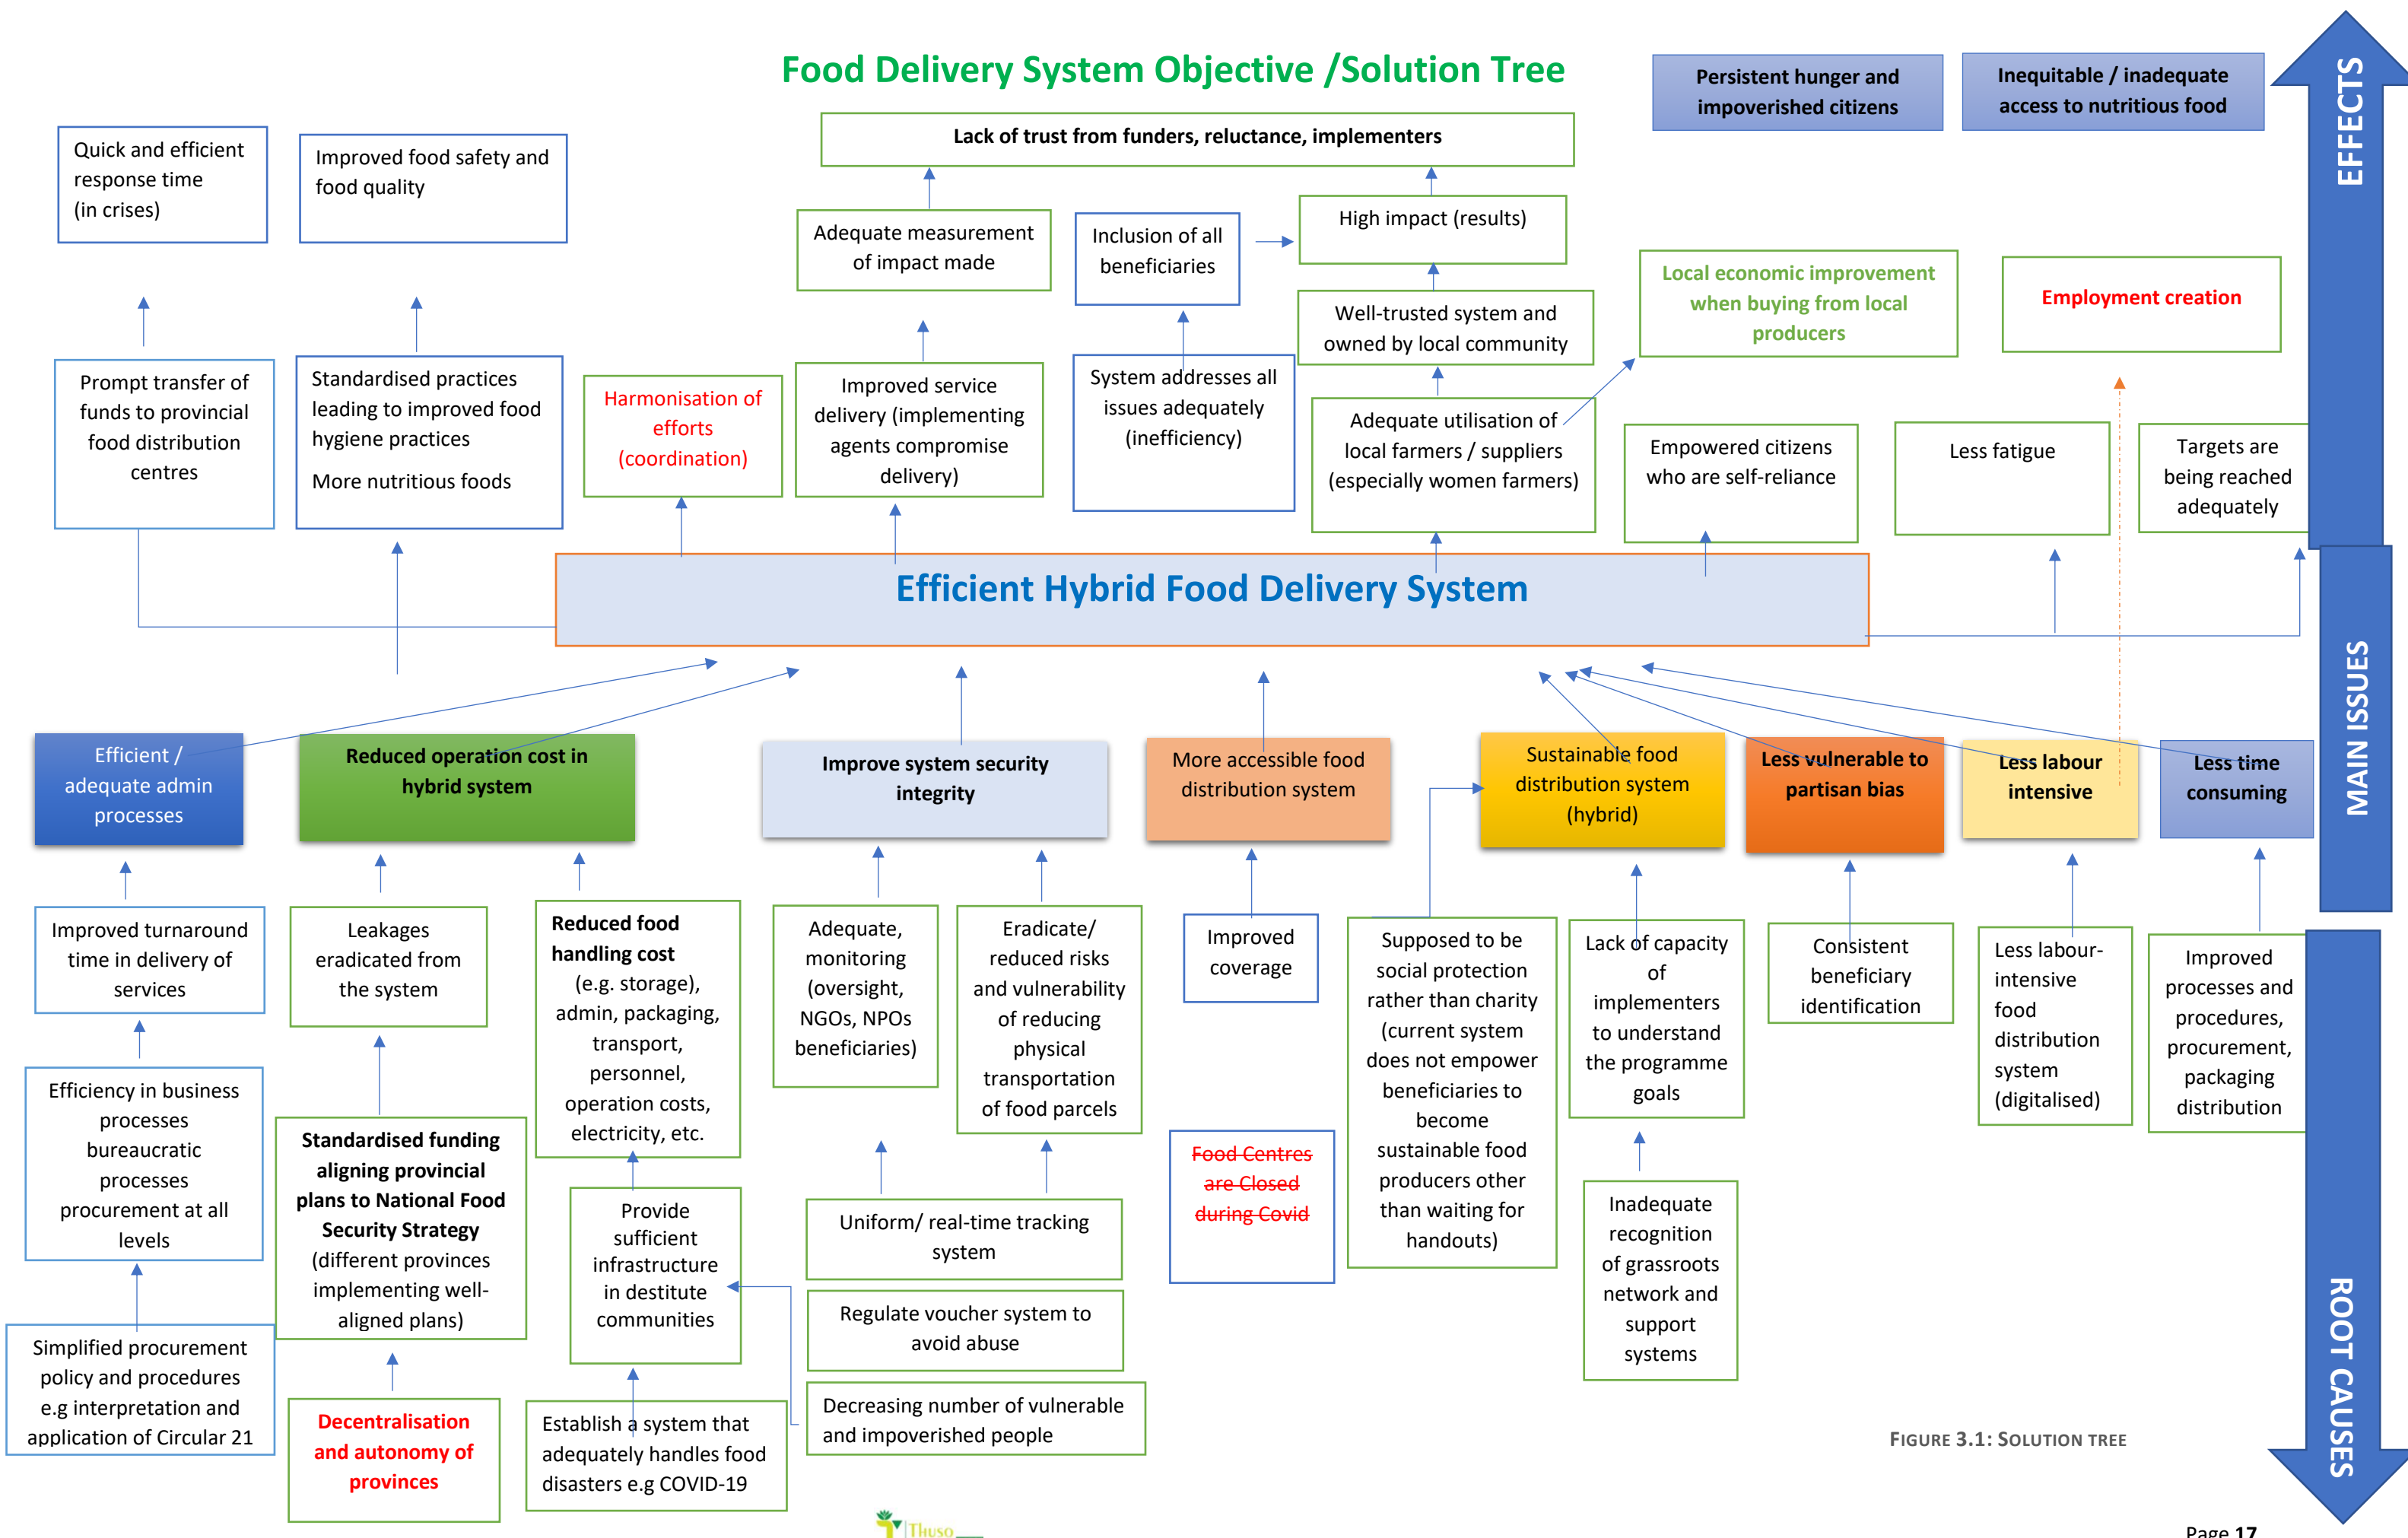 Food Delivery System Objective /Solution Tree
Persistent hunger and
impoverished citizens
Inequitable / inadequate
access to nutritious food
EFFECTS
Lack of trust from funders, reluctance, implementers
Quick and efficient
response time
(in crises)
Improved food safety and
food quality
Adequate measurement
of impact made
Inclusion of all
beneficiaries
High impact (results)
Well-trusted system and
owned by local community
Local economic improvement
when buying from local
producers
Employment creation
Prompt transfer of
funds to provincial
food distribution
centres
Standardised practices
leading to improved food
hygiene practices
More nutritious foods
Harmonisation of
efforts
(coordination)
Improved service
delivery (implementing
agents compromise
delivery)
System addresses all
issues adequately
(inefficiency)
Adequate utilisation of
local farmers / suppliers
(especially women farmers)
Empowered citizens
who are self-reliance
Less fatigue
Targets are
being reached
adequately
Efficient Hybrid Food Delivery System
MAIN ISSUES
Efficient /
adequate admin
processes
Reduced operation cost in
hybrid system
Improve system security
integrity
More accessible food
distribution system
Sustainable food
distribution system
(hybrid)
Less vulnerable to
partisan bias
Less labour
intensive
Less time
consuming
Improved turnaround
time in delivery of
services
Leakages
eradicated from
the system
Reduced food
handling cost
(e.g. storage),
admin, packaging,
transport,
personnel,
operation costs,
electricity, etc.
Adequate,
monitoring
(oversight,
NGOs, NPOs
beneficiaries)
Eradicate/
reduced risks
and vulnerability
of reducing
physical
transportation
of food parcels
Improved
coverage
Supposed to be
social protection
rather than charity
(current system
does not empower
beneficiaries to
become
sustainable food
producers other
than waiting for
handouts)
Lack of capacity
of
implementers
to understand
the programme
goals
Consistent
beneficiary
identification
Less labour-
intensive
food
distribution
system
(digitalised)
Improved
processes and
procedures,
procurement,
packaging
distribution
Efficiency in business
processes
bureaucratic
processes
procurement at all
levels
Standardised funding
aligning provincial
plans to National Food
Security Strategy
(different provinces
implementing well-
aligned plans)
Provide
sufficient
infrastructure
in destitute
communities
Uniform/ real-time tracking
system
Regulate voucher system to
avoid abuse
Decreasing number of vulnerable
and impoverished people
Food Centres
are Closed
during Covid
Inadequate
recognition
of grassroots
network and
support
systems
ROOT CAUSES
Simplified procurement
policy and procedures
e.g interpretation and
application of Circular 21
Decentralisation
and autonomy of
provinces
Establish a system that
adequately handles food
disasters e.g COVID-19
FIGURE 3.1: SOLUTION TREE
THUSO
Page 17